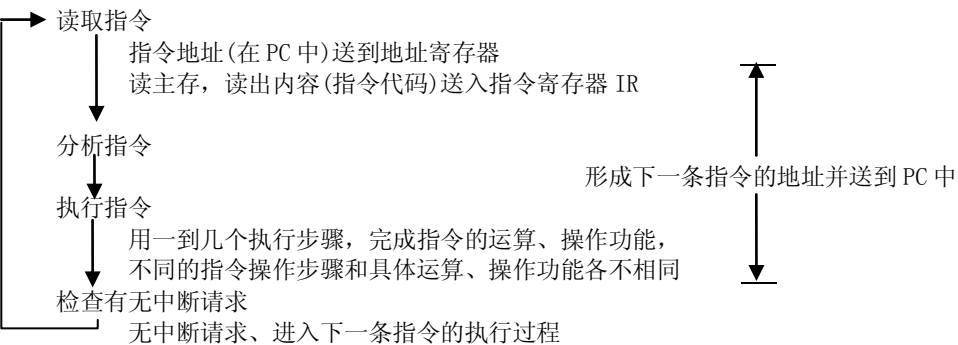 读取指令
指令地址(在 PC 中)送到地址寄存器
读主存，读出内容(指令代码)送入指令寄存器 IR
分析指令
形成下一条指令的地址并送到 PC 中
执行指令
用一到几个执行步骤，完成指令的运算、操作功能，
不同的指令操作步骤和具体运算、操作功能各不相同
检查有无中断请求
无中断请求、进入下一条指令的执行过程